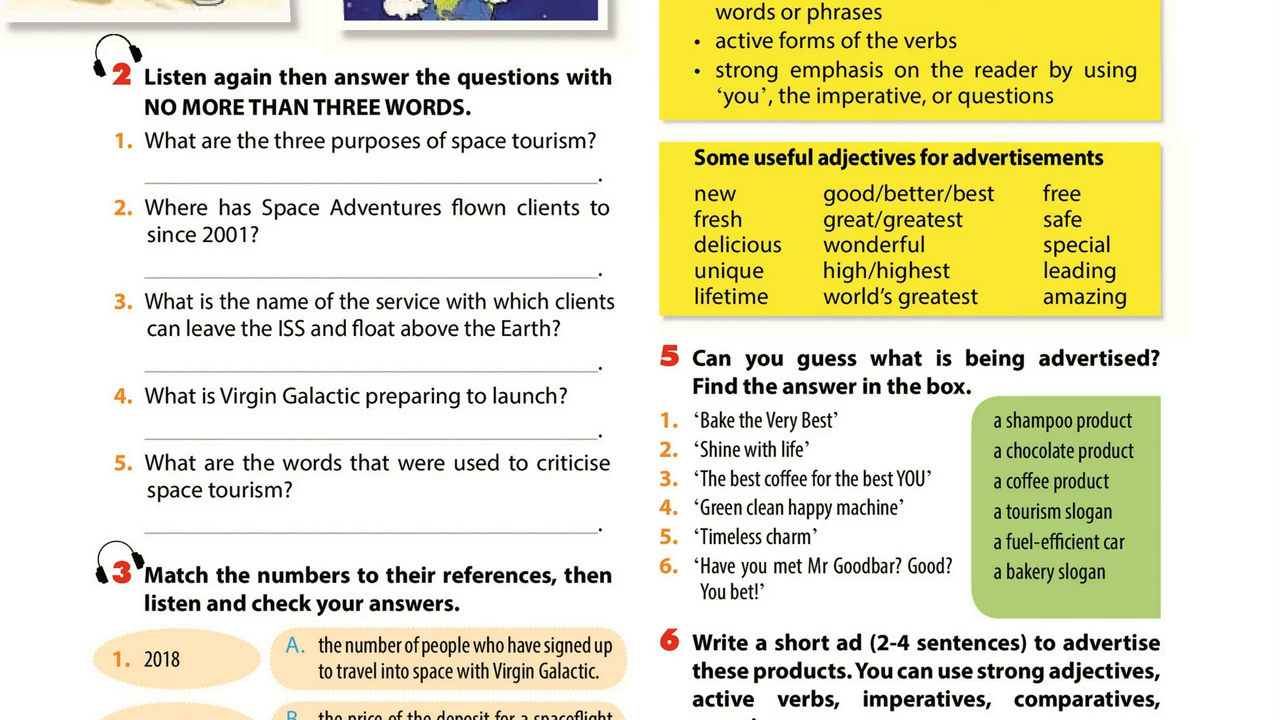 2 Listen again then answer the questions with
NO MORE THAN THREE WORDS.
1. What are the three purposes of space tourism?
.
2. Where has Space Adventures flown clients to
since 2001?
.
3. What is the name of the service with which clients
can leave the ISS and float above the Earth?
.
4. What is Virgin Galactic preparing to launch?
.
5. What are the words that were used to criticise
space tourism?
.
3 Match the numbers to their references, then
listen and check your answers.
1. 2018
A. the number of people who have signed up
to travel into space with Virgin Galactic.
B. the price of the deposit for a spaceflight
words or phrases
• active forms of the verbs
• strong emphasis on the reader by using
‘you’, the imperative, or questions
Some useful adjectives for advertisements
new good/better/best free
fresh great/greatest safe
delicious wonderful special
unique high/highest leading
lifetime world’s greatest amazing
5 Can you guess what is being advertised?
Find the answer in the box.
1. ‘Bake the Very Best’
2. ‘Shine with life’
3. ‘The best coffee for the best YOU’
4. ‘Green clean happy machine’
5. ‘Timeless charm’
6. ‘Have you met Mr Goodbar? Good?
You bet!’
a shampoo product
a chocolate product
a coffee product
a tourism slogan
a fuel-efficient car
a bakery slogan
6 Write a short ad (2-4 sentences) to advertise
these products. You can use strong adjectives,
active verbs, imperatives, comparatives,